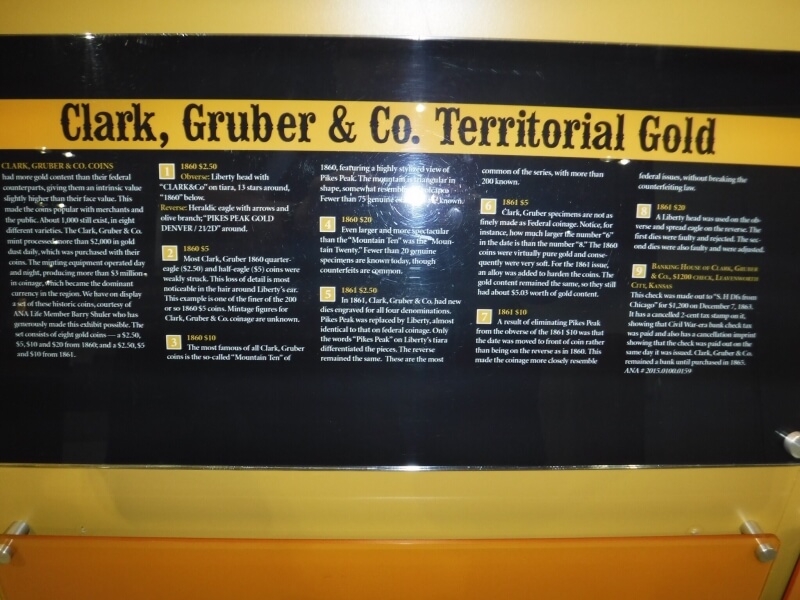 Clark, Gruber & Co. Territorial Gold
CLARK, GRUBER & CO. COINS
had more gold content than their federal
counterparts, giving them an intrinsic value
slightly higher than their face value. This
made the coins popular with merchants and
the public. About 1,000 still exist, in eight
different varieties. The Clark, Gruber & Co.
mint processed more than $2,000 in gold
dust daily, which was purchased with their
coins. The minting equipment operated day
and night, producing more than $3 million
in coinage, which became the dominant
currency in the region. We have on display
a set of these historic coins, courtesy of
ANA Life Member Barry Shuler who has
generously made this exhibit possible. The
set consists of eight gold coins — a $2.50,
$5, $10 and $20 from 1860; and a $2.50, $5
and $10 from 1861.
1 1860 $2.50
Obverse: Liberty head with
"CLARK&Co" on tiara, 13 stars around,
"1860" below.
Reverse: Heraldic eagle with arrows and
olive branch; "PIKES PEAK GOLD
DENVER / 21/2D" around.
2 1860 $5
Most Clark, Gruber 1860 quarter-
eagle ($2.50) and half-eagle ($5) coins were
weakly struck. This loss of detail is most
noticeable in the hair around Liberty's ear.
This example is one of the finer of the 200
or so 1860 $5 coins. Mintage figures for
Clark, Gruber & Co. coinage are unknown.
3 1860 $10
The most famous of all Clark, Gruber
coins is the so-called "Mountain Ten" of
1860, featuring a highly stylized view of
Pikes Peak. The mountain is triangular in
shape, somewhat resembling
Fewer than 75 genuine known.
4 1860 $20
Even larger and more spectacular
than the "Mountain Ten" was the "Moun-
tain Twenty." Fewer than 20 genuine
specimens are known today, though
counterfeits are common.
5 1861 $2.50
In 1861, Clark, Gruber & Co. had new
dies engraved for all four denominations.
Pikes Peak was replaced by Liberty, almost
identical to that on federal coinage. Only
the words "Pikes Peak" on Liberty's tiara
differentiated the pieces. The reverse
remained the same. These are the most
common of the series, with more than
200 known.
6 1861 $5
Clark, Gruber specimens are not as
finely made as Federal coinage. Notice, for
instance, how much larger the number "6"
in the date is than the number "8." The 1860
coins were virtually pure gold and conse-
quently were very soft. For the 1861 issue,
an alloy was added to harden the coins. The
gold content remained the same, so they still
had about $5.03 worth of gold content.
7 1861 $10
A result of eliminating Pikes Peak
from the obverse of the 1861 $10 was that
the date was moved to front of coin rather
than being on the reverse as in 1860. This
made the coinage more closely resemble
federal issues, without breaking the
counterfeiting law.
8 1861 $20
A Liberty head was used on the ob-
verse and spread eagle on the reverse. The
first dies were faulty and rejected. The sec-
ond dies were also faulty and were adjusted.
9 BANKING HOUSE OF CLARK, GRUBER
& CO., $1200 CHECK, LEAVENWORTH
CITY, KANSAS
This check was made out to "S. H Dfis from
Chicago" for $1,200 on December 7, 1863.
It has a cancelled 2-cent tax stamp on it,
showing that Civil War-era bank check tax
was paid and also has a cancellation imprint
showing that the check was paid out on the
same day it was issued. Clark, Gruber & Co.
remained a bank until purchased in 1865.
ANA # 2015.0100.0159